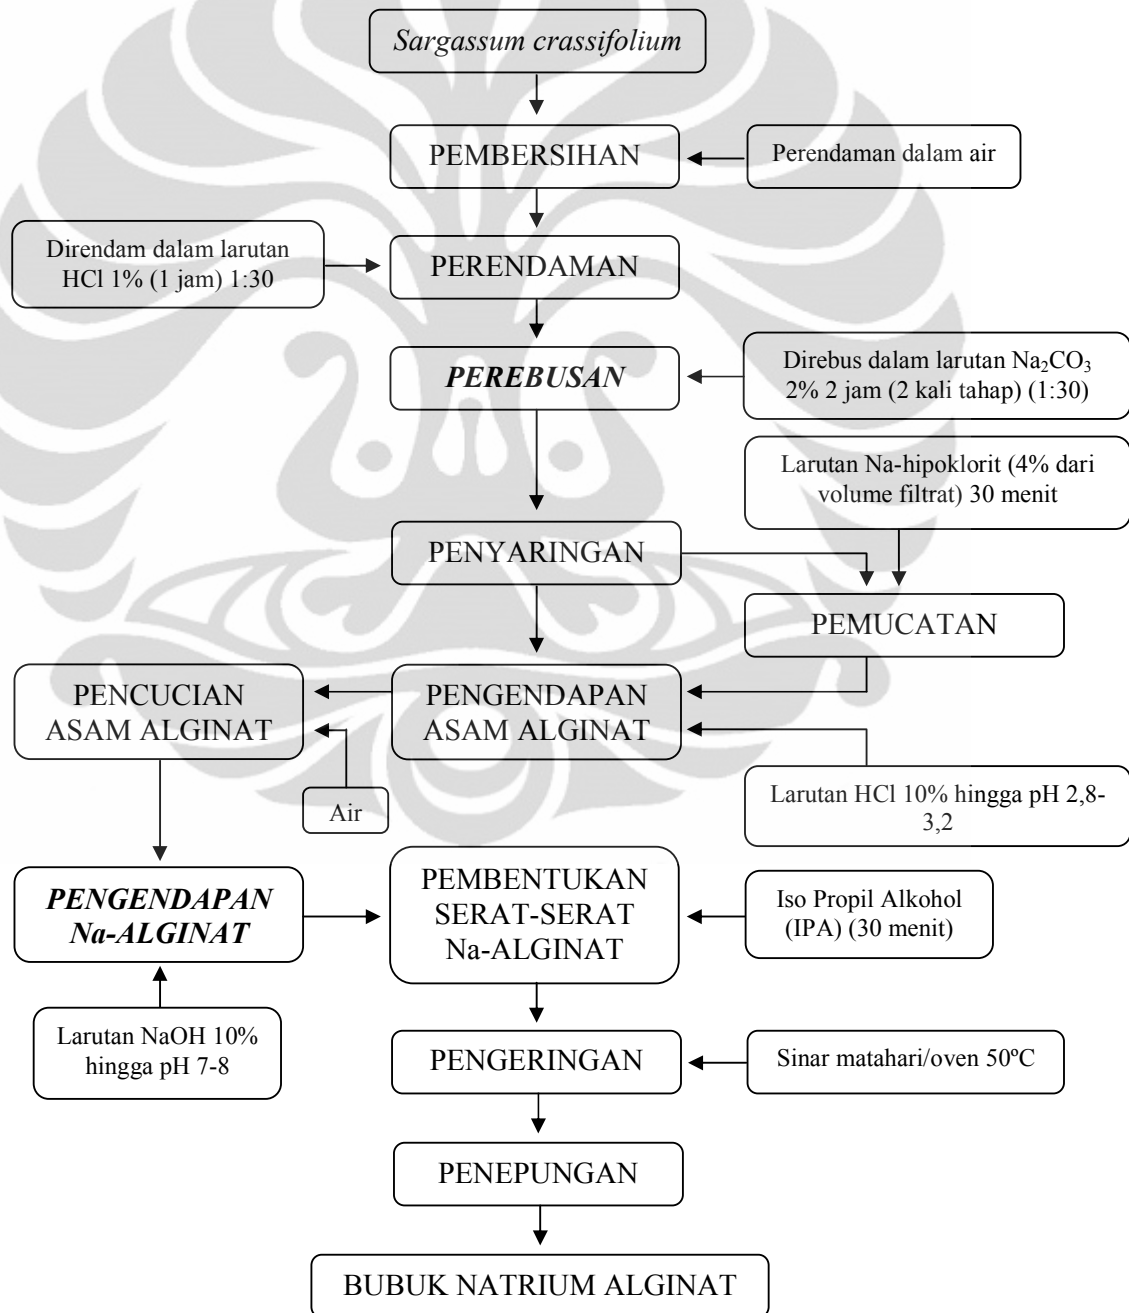 Sargassum crassifolium
PEMBERSIHAN
Perendaman dalam air
Direndam dalam larutan
HCl 1% (1 jam) 1:30
PERENDAMAN
PEREBUSAN
Direbus dalam larutan Na₂CO₃
2% 2 jam (2 kali tahap) (1:30)
Larutan Na-hipoklorit (4% dari
volume filtrat) 30 menit
PENYARINGAN
PEMUCATAN
PENCUCIAN
ASAM ALGINAT
PENGENDAPAN
ASAM ALGINAT
Air
Larutan HCl 10% hingga pH 2,8-
3,2
PENGENDAPAN
Na-ALGINAT
PEMBENTUKAN
SERAT-SERAT
Na-ALGINAT
Iso Propil Alkohol
(IPA) (30 menit)
Larutan NaOH 10%
hingga pH 7-8
PENGERINGAN
Sinar matahari/oven 50ºC
PENEPUNGAN
BUBUK NATRIUM ALGINAT